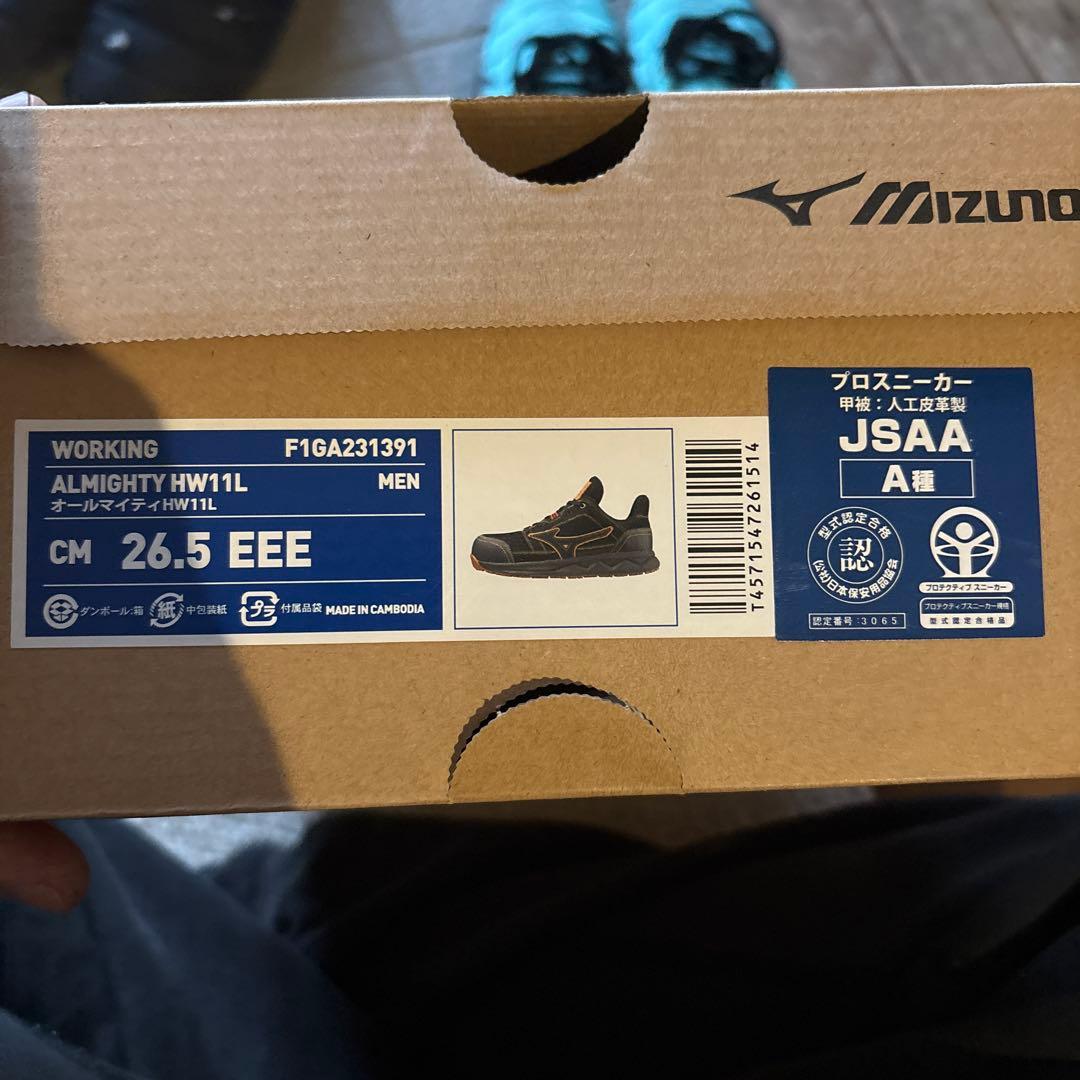 MIZUNO
WORKING F1GA231391
ALMIGHTY HW11L MEN
オールマイティHW11L
CM 26.5 EEE
ダンボール:箱 紙 中包装紙 プラ 付属品袋 MADE IN CAMBODIA
T4571547261514
プロスニーカー
甲被:人工皮革製
JSAA
A種
型式認定合格
認
(公社)日本保安用品協会
認定番号:3065
プロテクティブ スニーカー
プロテクティブスニーカー規格
型式認定合格品